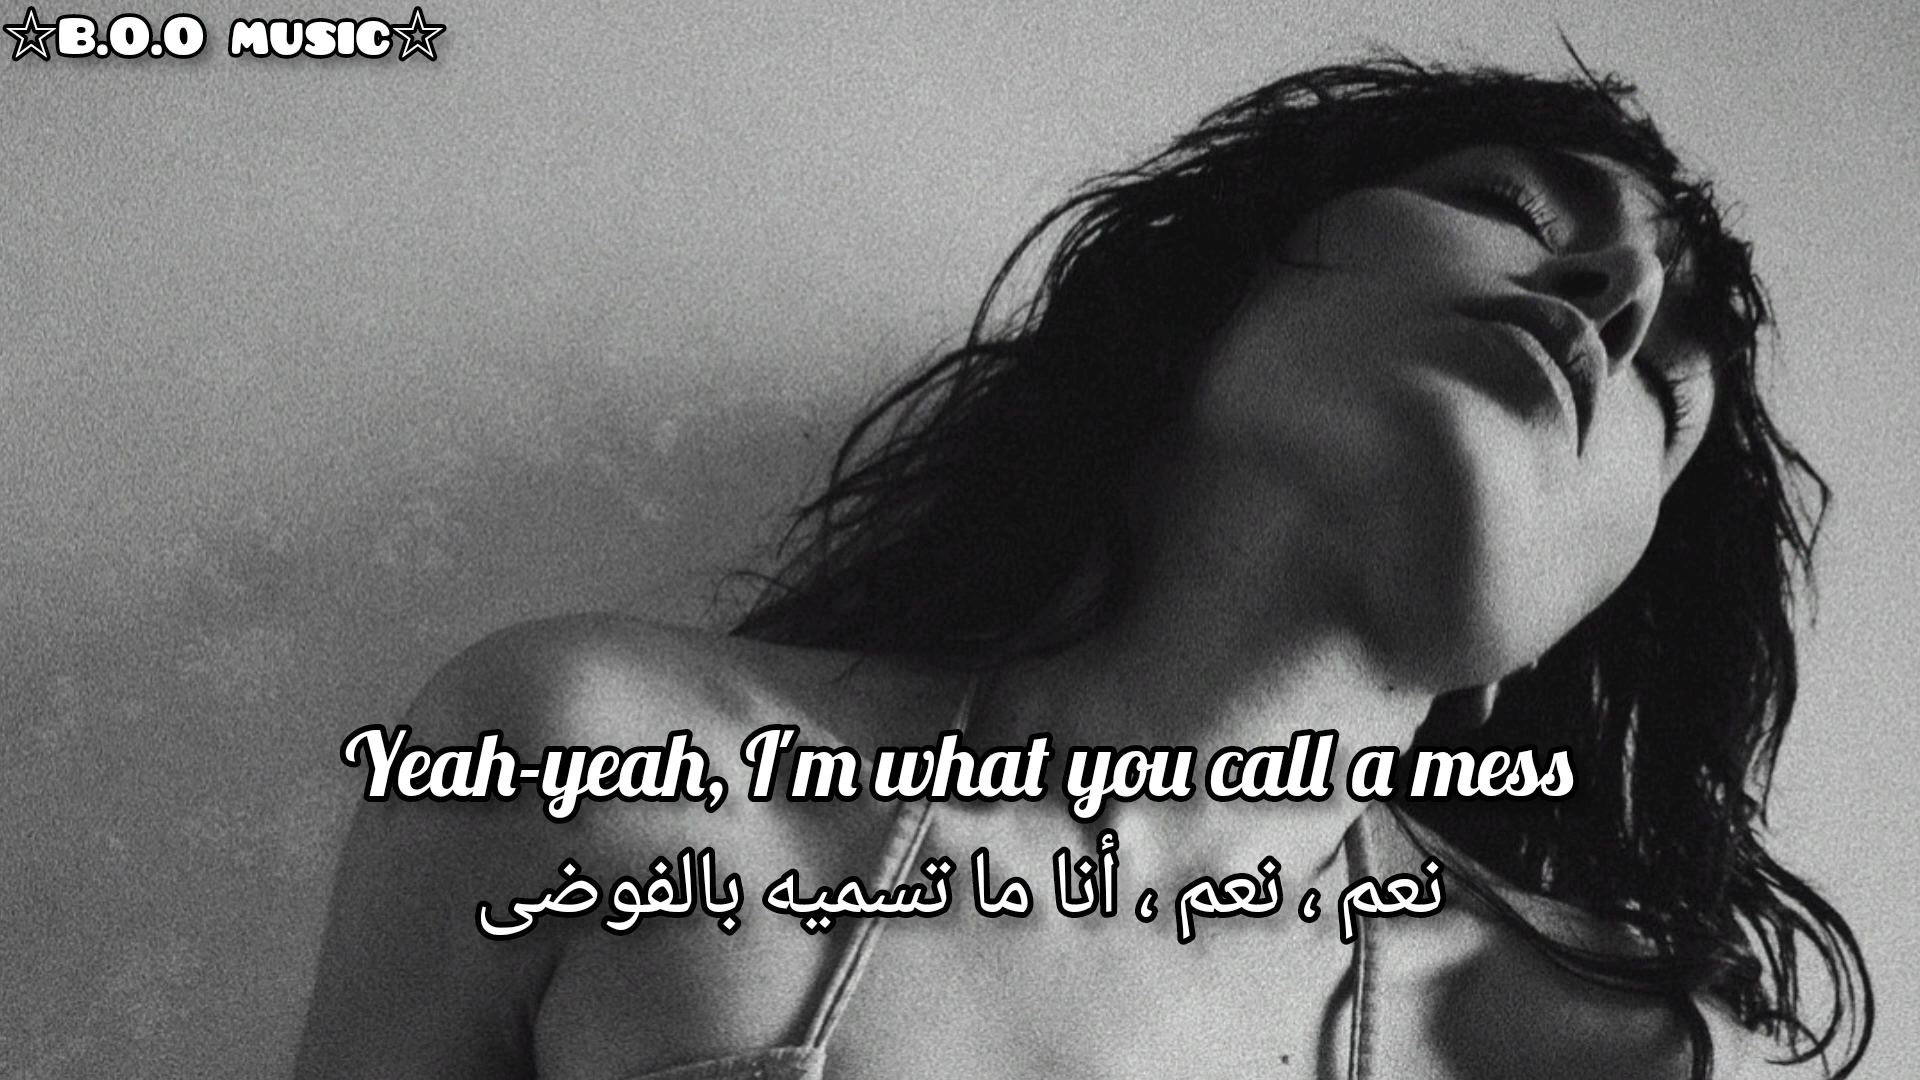 ☆B.O.O MUSIC☆
Yeah-yeah, I'm what you call a mess
نعم ، نعم ، أنا ما تسميه بالفوضى